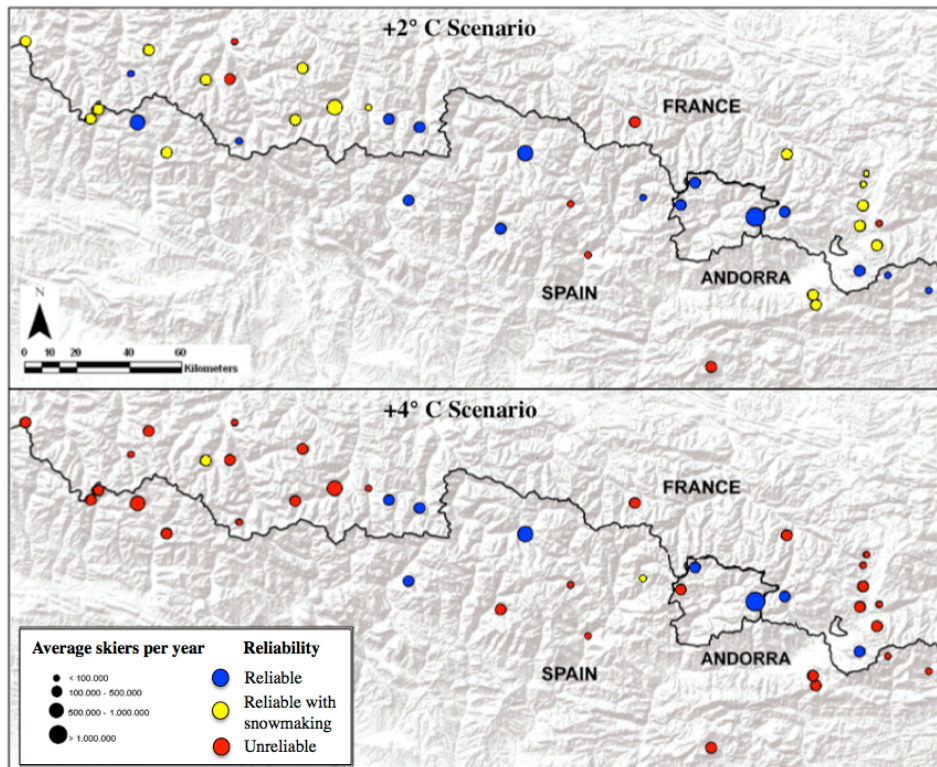 +2° C Scenario
FRANCE
ANDORRA
SPAIN
N
0 10 20 40 60
Kilometers
+4° C Scenario
FRANCE
ANDORRA
SPAIN
Average skiers per year
< 100.000
100.000 - 500.000
500.000 - 1.000.000
> 1.000.000
Reliability
Reliable
Reliable with
snowmaking
Unreliable